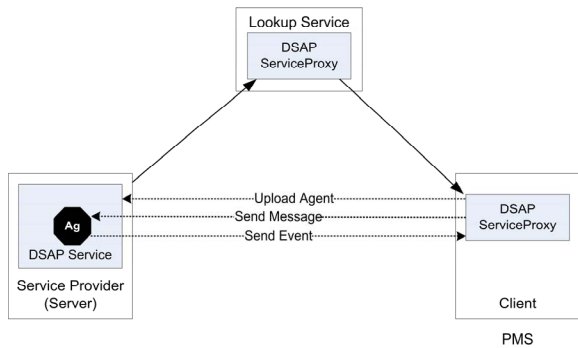 Lookup Service
DSAP
ServiceProxy
Upload Agent
Send Message
Send Event
Ag
DSAP Service
Service Provider
(Server)
DSAP
ServiceProxy
Client
PMS